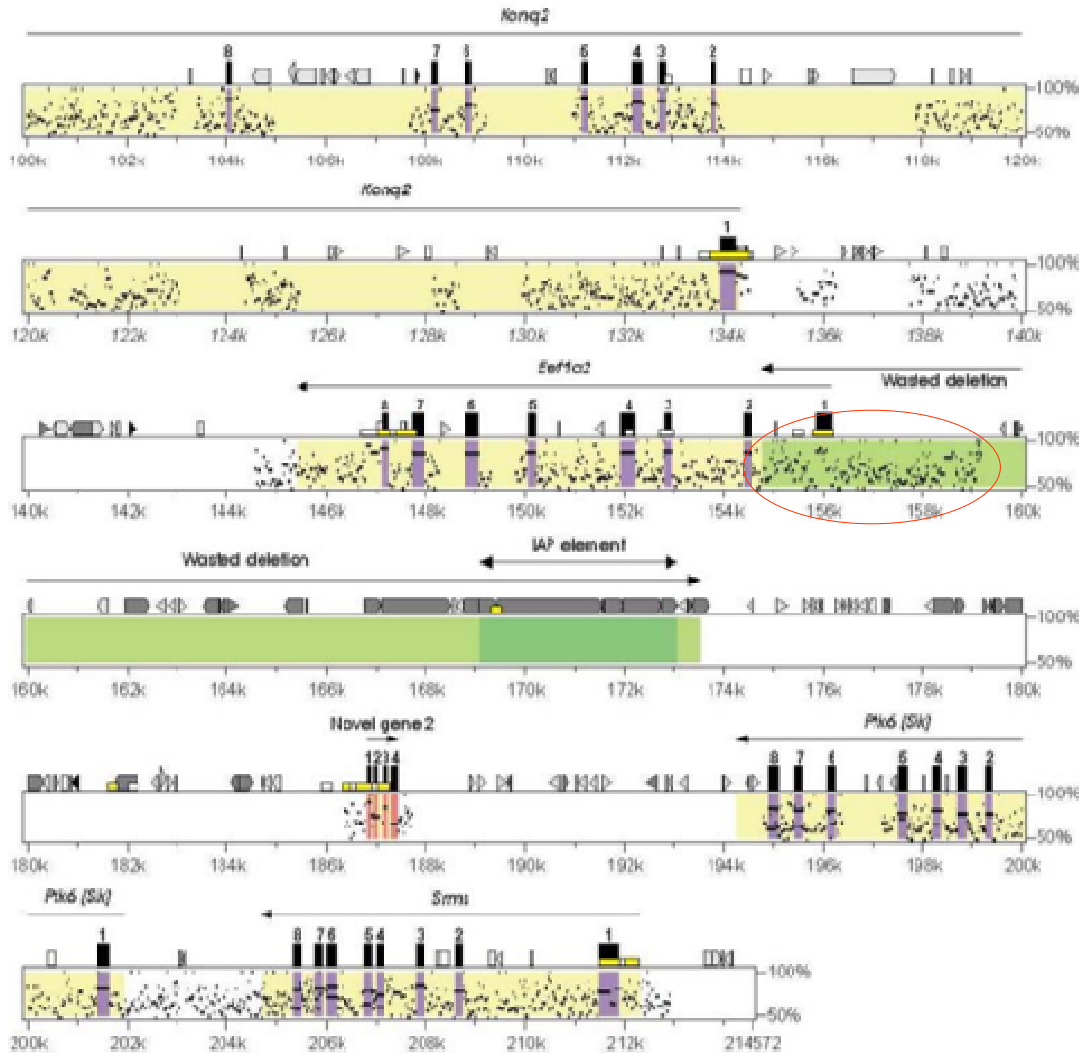 Kcnq2
8 7 6 5 4 3 2
100%
50%
100k 102k 104k 106k 108k 110k 112k 114k 116k 118k 120k
Kcnq2
1
100%
50%
120k 122k 124k 126k 128k 130k 132k 134k 136k 138k 140k
Eef1a2
Wasted deletion
8 7 6 5 4 3 2 1
100%
50%
140k 142k 144k 146k 148k 150k 152k 154k 156k 158k 160k
Wasted deletion IAP element
100%
50%
160k 162k 164k 166k 168k 170k 172k 174k 176k 178k 180k
Novel gene 2 Ptk6 (Sik)
1 2 3 4 8 7 6 5 4 3 2
100%
50%
180k 182k 184k 186k 188k 190k 192k 194k 196k 198k 200k
Ptk6 (Sik) Srms
1 8 7 6 5 4 3 2 1
100%
50%
200k 202k 204k 206k 208k 210k 212k 214572